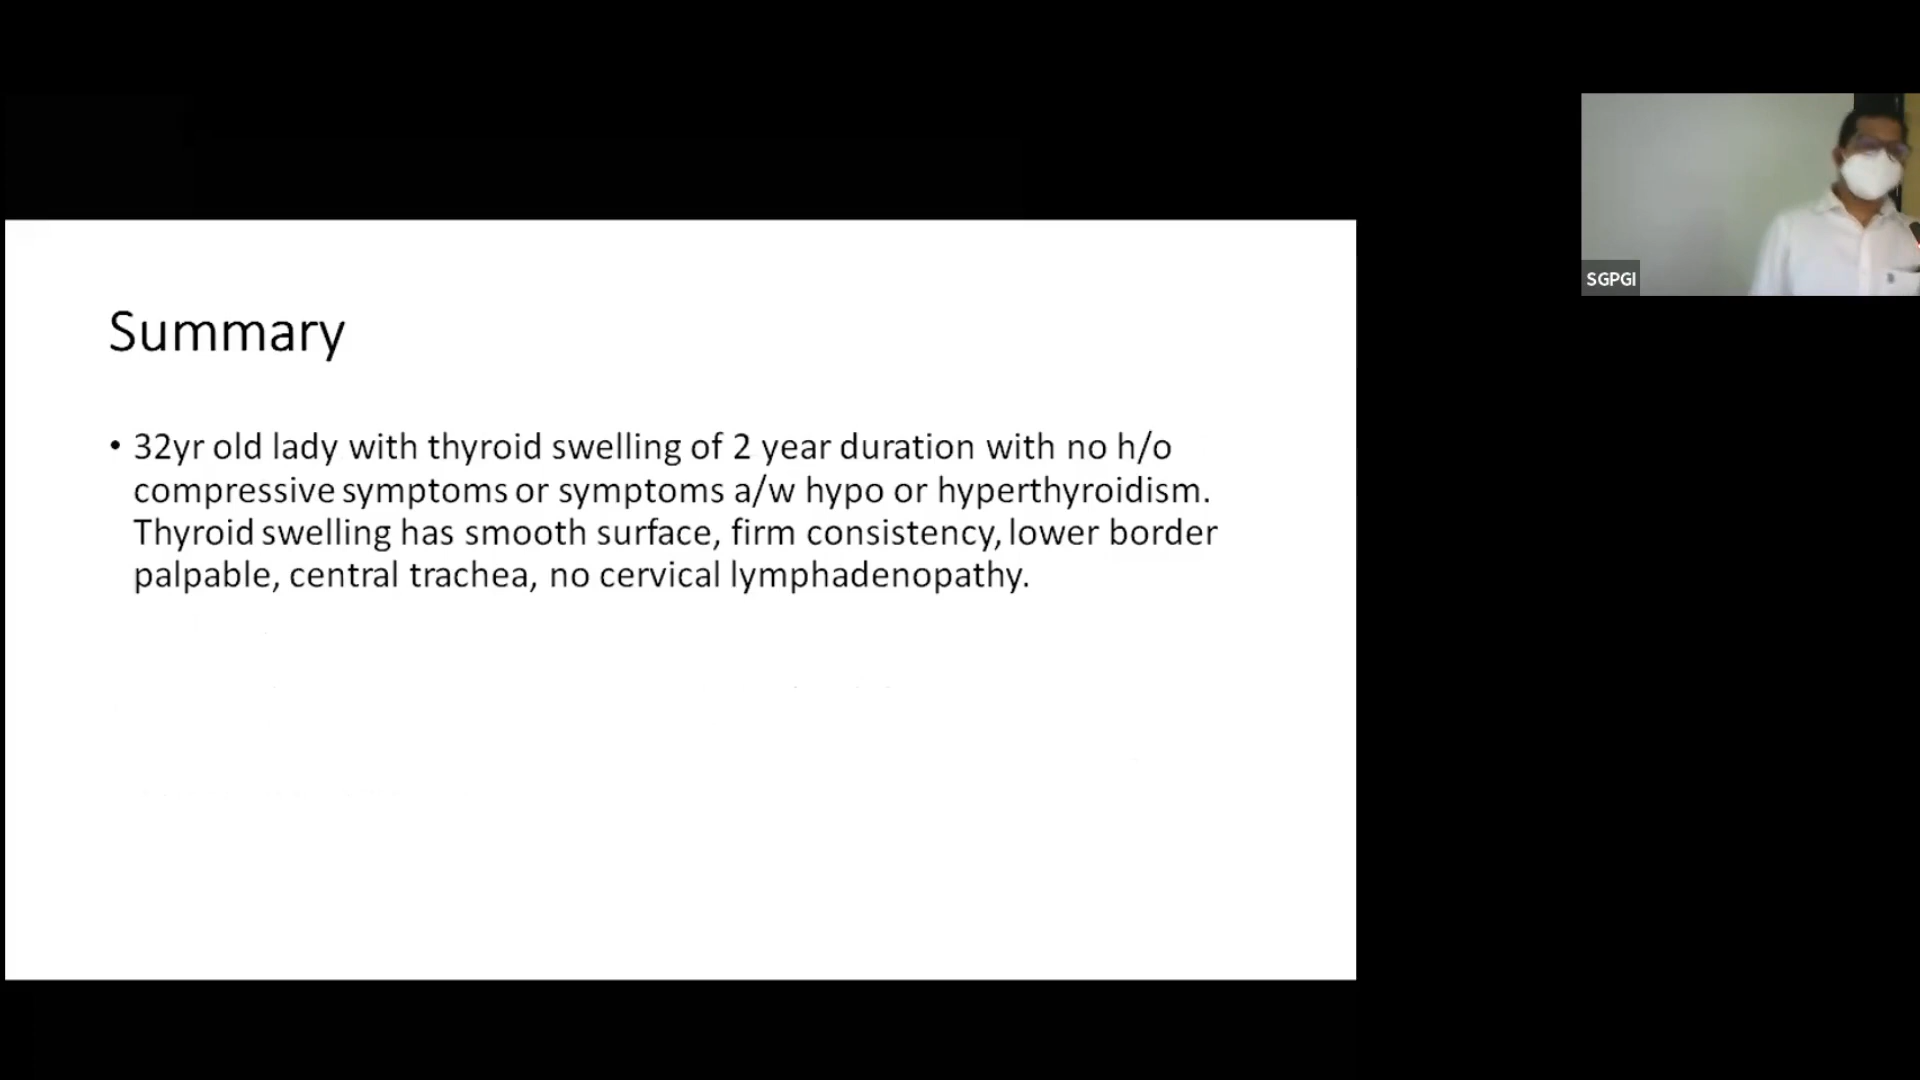 Summary
• 32yr old lady with thyroid swelling of 2 year duration with no h/o
compressive symptoms or symptoms a/w hypo or hyperthyroidism.
Thyroid swelling has smooth surface, firm consistency, lower border
palpable, central trachea, no cervical lymphadenopathy.
SGPGI